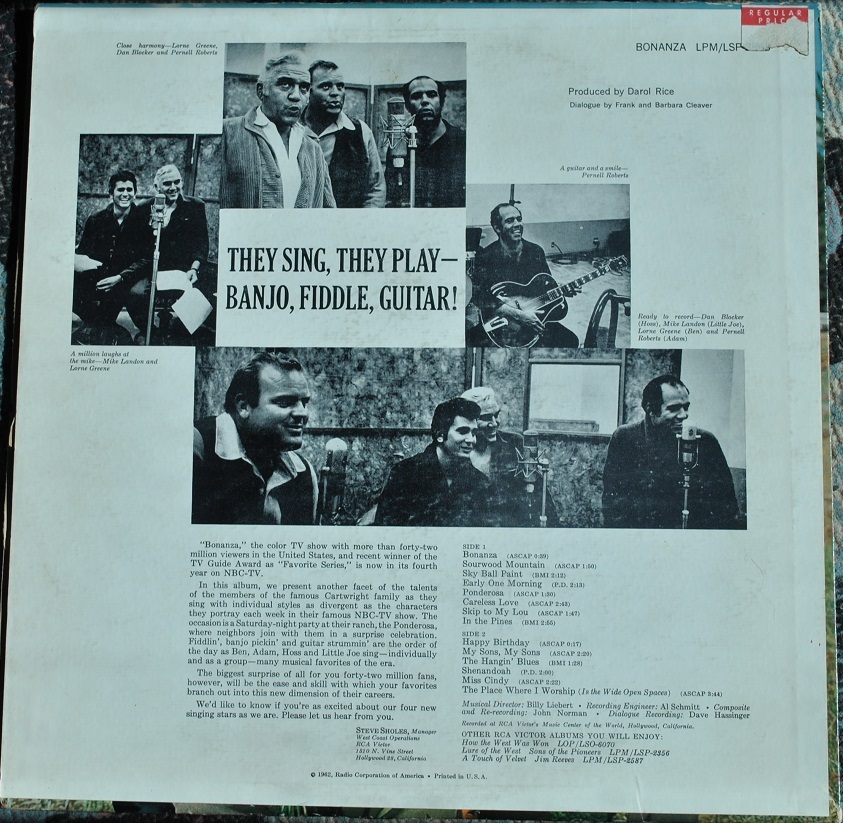 REGULAR
BONANZA LPM/LSP
Close harmony—Lorne Greene,
Dan Blocker and Pernell Roberts
Produced by Darol Rice
Dialogue by Frank and Barbara Cleaver
A guitar and a smile—
Pernell Roberts
THEY SING, THEY PLAY—
BANJO, FIDDLE, GUITAR!
Ready to record—Dan Blocker
(Hoss), Mike Landon (Little Joe),
Lorne Greene (Ben) and Pernell
Roberts (Adam)
A million laughs at
the mike—Mike Landon and
Lorne Greene
"Bonanza," the color TV show with more than forty-two
million viewers in the United States, and recent winner of the
TV Guide Award as "Favorite Series," is now in its fourth
year on NBC-TV.
In this album, we present another facet of the talents
of the members of the famous Cartwright family as they
sing with individual styles as divergent as the characters
they portray each week in their famous NBC-TV show. The
occasion is a Saturday-night party at their ranch, the Ponderosa,
where neighbors join with them in a surprise celebration.
Fiddlin', banjo pickin' and guitar strummin' are the order of
the day as Ben, Adam, Hoss and Little Joe sing—individually
and as a group—many musical favorites of the era.
The biggest surprise of all for you forty-two million fans,
however, will be the ease and skill with which your favorites
branch out into this new dimension of their careers.
We'd like to know if you're as excited about our four new
singing stars as we are. Please let us hear from you.
STEVE SHOLES, Manager
West Coast Operations
RCA Victor
1510 N. Vine Street
Hollywood 28, California
SIDE 1
Bonanza (ASCAP 2:39)
Sourwood Mountain (ASCAP 1:50)
Sky Ball Paint (BMI 2:12)
Early One Morning (P.D. 2:13)
Ponderosa (ASCAP 1:50)
Careless Love (ASCAP 2:43)
Skip to My Lou (ASCAP 1:47)
In the Pines (BMI 2:55)
SIDE 2
Happy Birthday (ASCAP 0:17)
My Sons, My Sons (ASCAP 2:20)
The Hangin' Blues (BMI 1:28)
Shenandoah (P.D. 2:00)
Miss Cindy (ASCAP 2:22)
The Place Where I Worship (Is the Wide Open Spaces) (ASCAP 3:44)
Musical Director: Billy Liebert • Recording Engineer: Al Schmitt • Composite
and Re-recording: John Norman • Dialogue Recording: Dave Hassinger
Recorded at RCA Victor's Music Center of the World, Hollywood, California.
OTHER RCA VICTOR ALBUMS YOU WILL ENJOY:
How the West Was Won LOP/LSO-6070
Lure of the West Sons of the Pioneers LPM/LSP-2356
A Touch of Velvet Jim Reeves LPM/LSP-2587
© 1962, Radio Corporation of America • Printed in U.S.A.